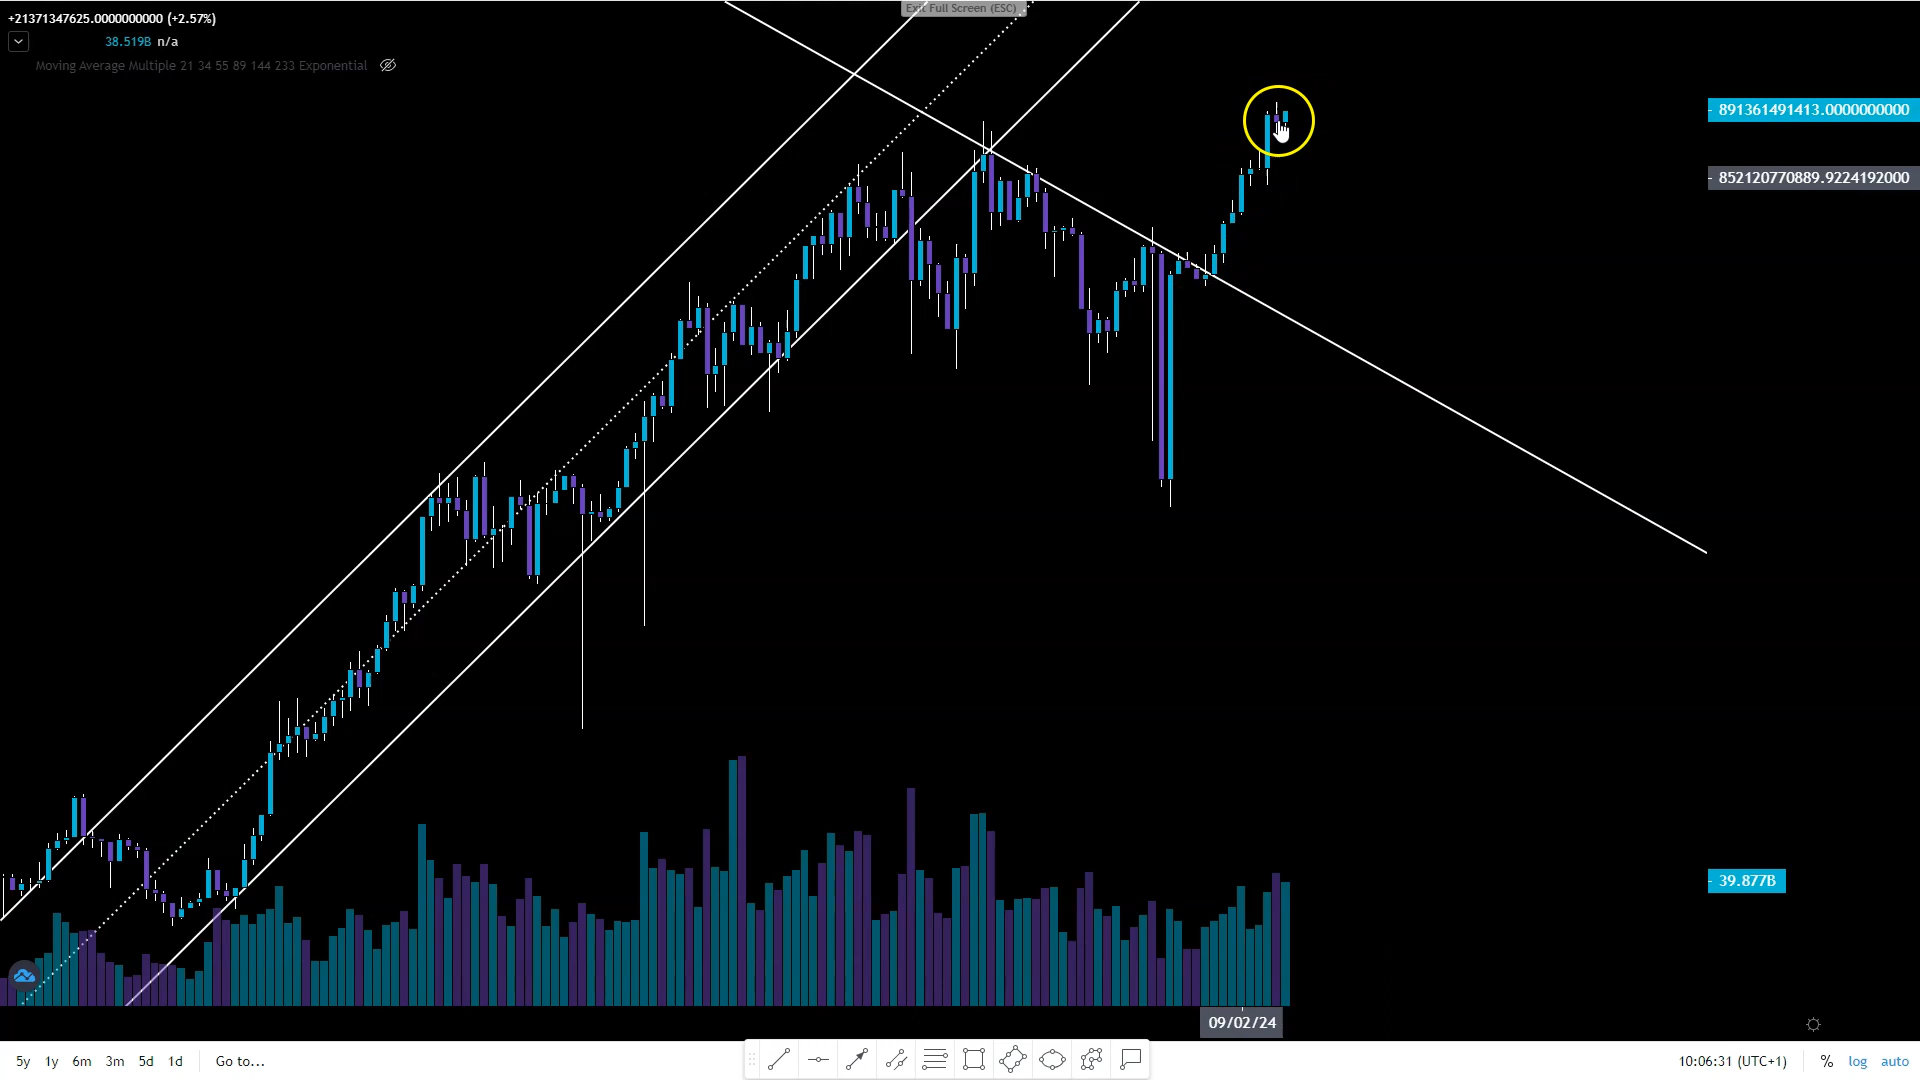 Exit Full Screen (ESC)
+21371347625.0000000000 (+2.57%)
38.519B n/a
Moving Average Multiple 21 34 55 89 144 233 Exponential
891361491413.0000000000
852120770889.9224192000
39.877B
09/02/24
5y 1y 6m 3m 5d 1d Go to... 10:06:31 (UTC+1) % log auto